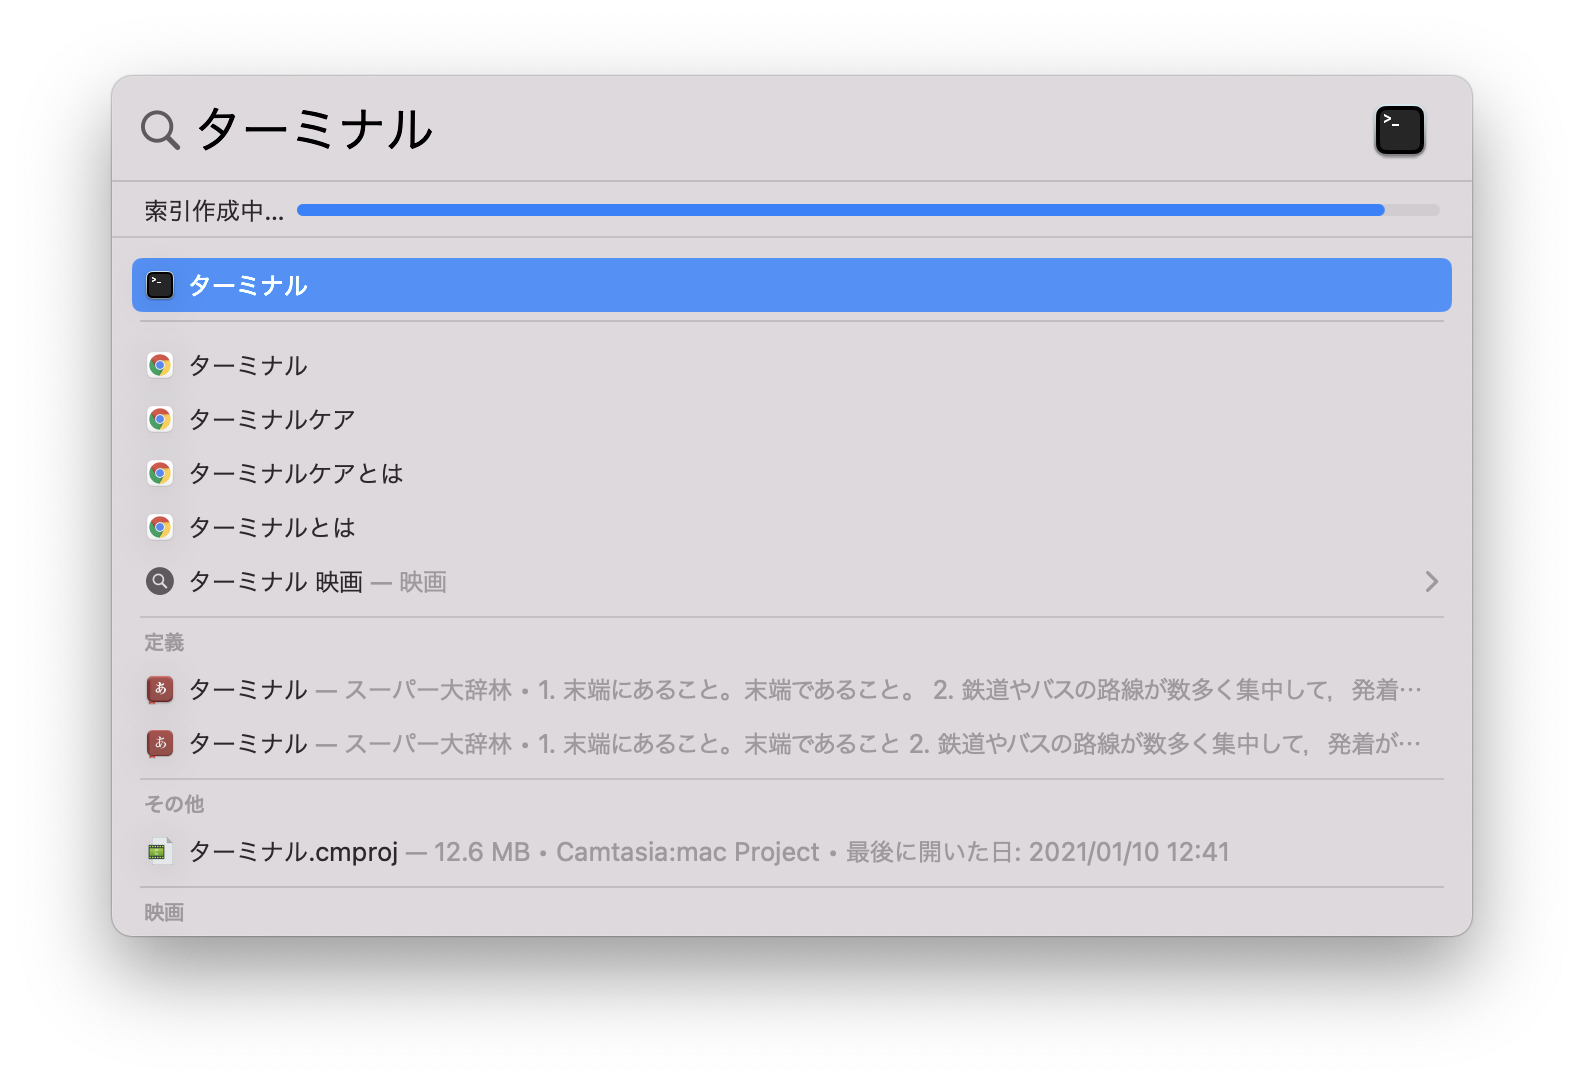 ターミナル
索引作成中...
ターミナル
ターミナル
ターミナルケア
ターミナルケアとは
ターミナルとは
ターミナル 映画 — 映画
定義
ターミナル — スーパー大辞林 • 1. 末端にあること。末端であること。 2. 鉄道やバスの路線が数多く集中して，発着…
ターミナル — スーパー大辞林 • 1. 末端にあること。末端であること 2. 鉄道やバスの路線が数多く集中して，発着が…
その他
ターミナル.cmproj — 12.6 MB • Camtasia:mac Project • 最後に開いた日: 2021/01/10 12:41
映画